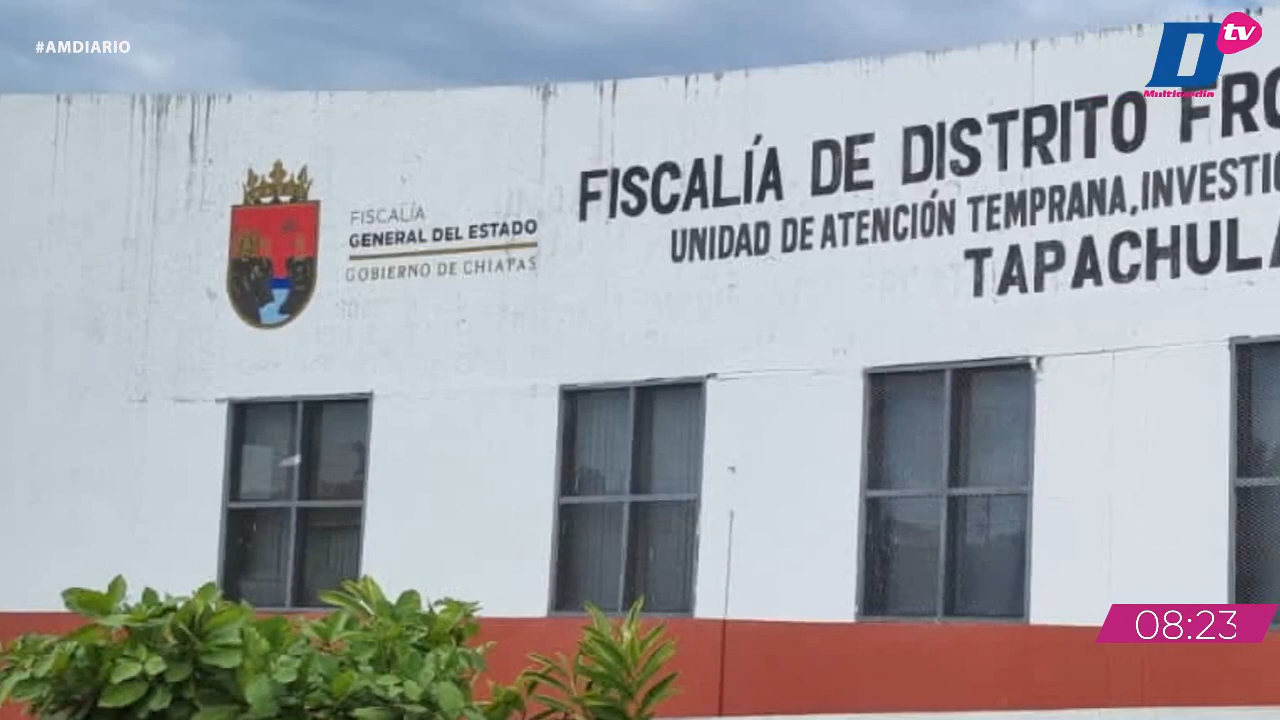 #AMDIARIO
D tv
Multimedia
FISCALÍA DE DISTRITO FRO
UNIDAD DE ATENCIÓN TEMPRANA, INVESTIG
TAPACHULA
FISCALÍA
GENERAL DEL ESTADO
GOBIERNO DE CHIAPAS
08:23